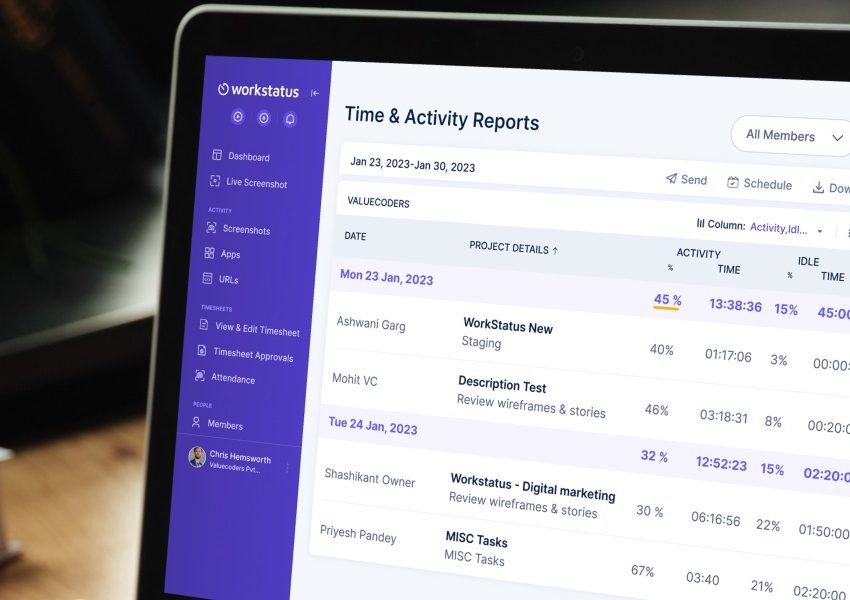 workstatus
Dashboard
Live Screenshot
ACTIVITY
Screenshots
Apps
URLs
TIMESHEETS
View & Edit Timesheet
Timesheet Approvals
Attendance
PEOPLE
Members
Chris Hemsworth
Valuecoders Pvt...
Time & Activity Reports
All Members
Jan 23, 2023-Jan 30, 2023
Send Schedule Dow
VALUECODERS
Column: Activity,Idl...
DATE PROJECT DETAILS ↑ ACTIVITY IDLE
% TIME % TIME
Mon 23 Jan, 2023 45 % 13:38:36 15% 45:00
Ashwani Garg WorkStatus New 40% 01:17:06 3% 00:00:
Staging
Mohit VC Description Test 46% 03:18:31 8% 00:20:0
Review wireframes & stories
Tue 24 Jan, 2023 32 % 12:52:23 15% 02:20:0
Shashikant Owner Workstatus - Digital marketing 30 % 06:16:56 22% 01:50:00
Review wireframes & stories
Priyesh Pandey MISC Tasks 67% 03:40 21% 02:20:00
MISC Tasks